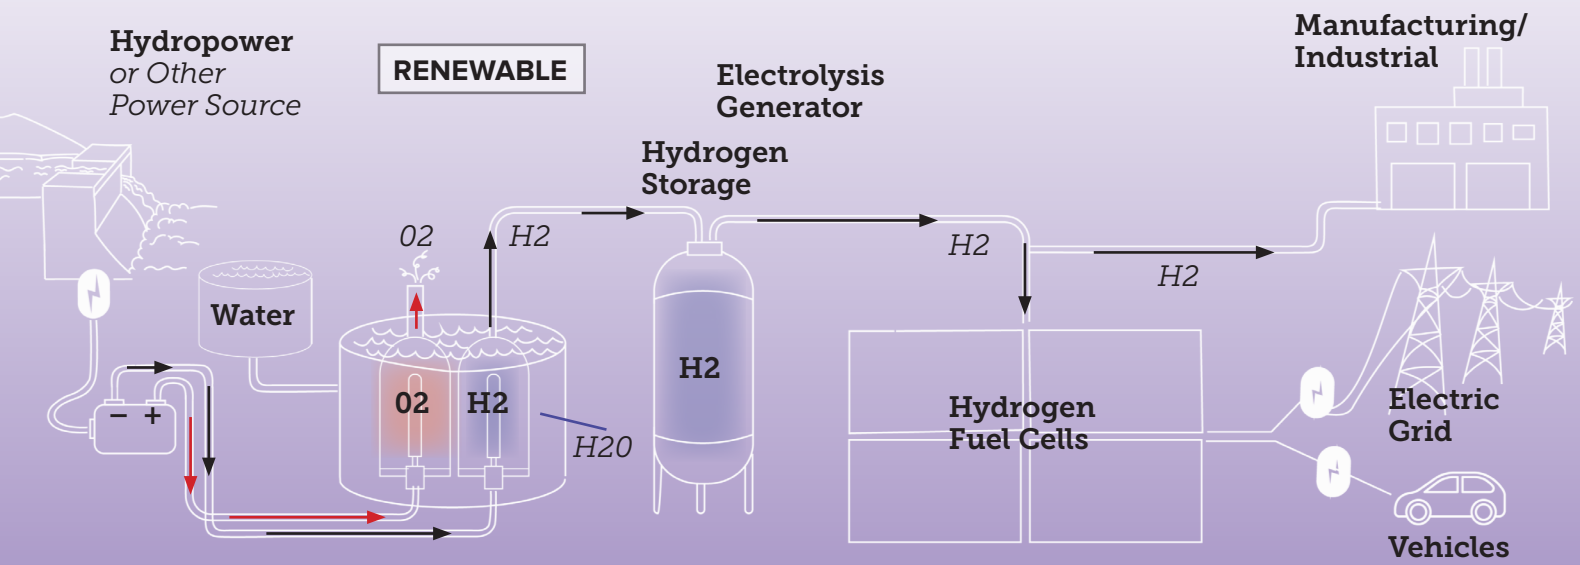 Hydropower
or Other
Power Source
RENEWABLE
Electrolysis
Generator
Hydrogen
Storage
Manufacturing/
Industrial
02
H2
H2
H2
Water
02
H2
H20
H2
− +
Hydrogen
Fuel Cells
Electric
Grid
Vehicles